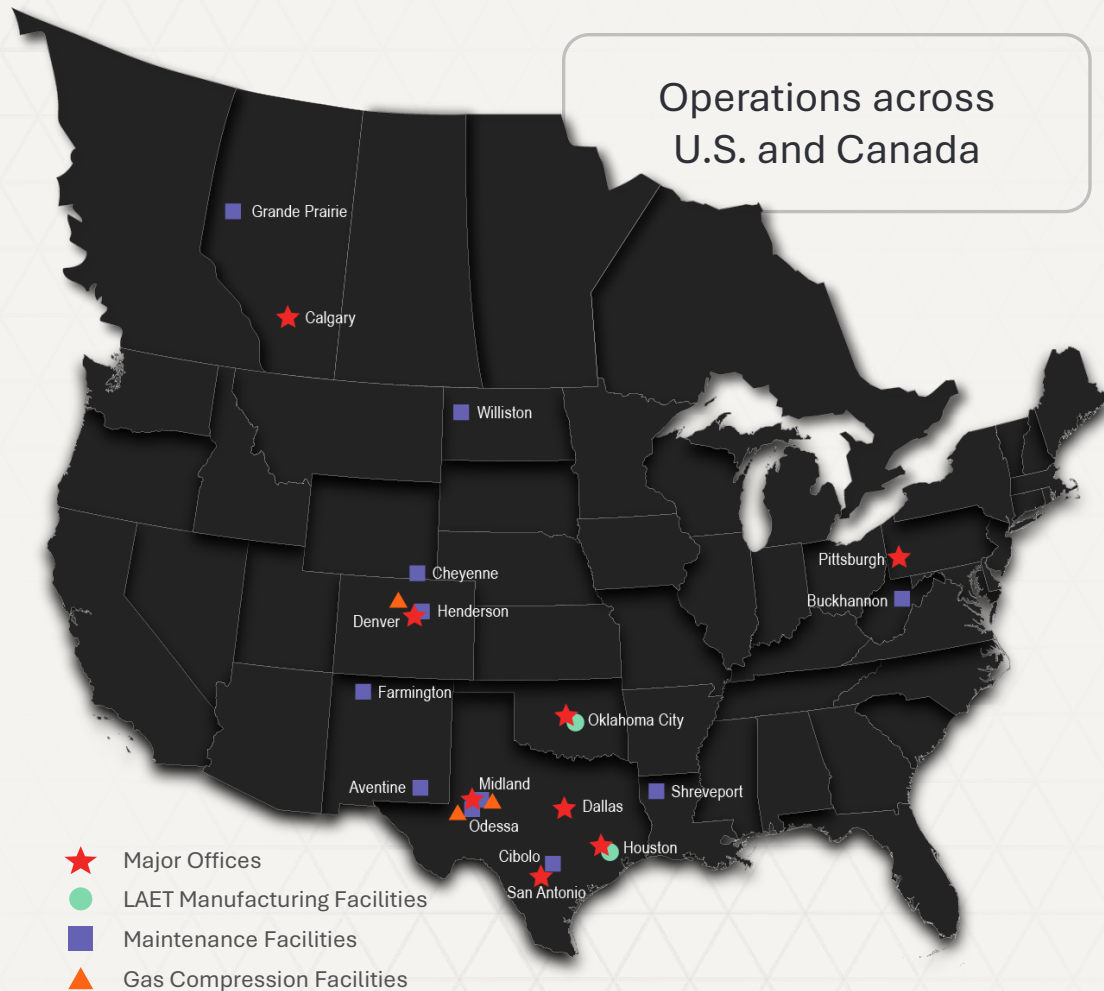 Operations across
U.S. and Canada
Grande Prairie
Calgary
Williston
Pittsburgh
Cheyenne
Buckhannon
Henderson
Denver
Farmington
Oklahoma City
Midland
Aventine
Shreveport
Dallas
Odessa
Houston
Cibolo
San Antonio
Major Offices
LAET Manufacturing Facilities
Maintenance Facilities
Gas Compression Facilities